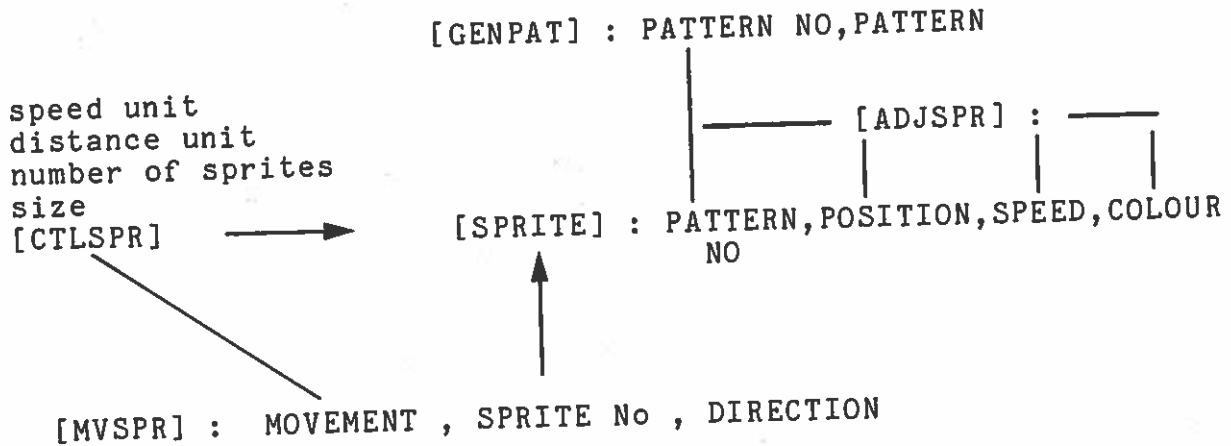 [GENPAT] : PATTERN NO,PATTERN
speed unit
distance unit
number of sprites
size
[CTLSPR]
[ADJSPR] :
[SPRITE] : PATTERN,POSITION,SPEED,COLOUR
NO
[MVSPR] : MOVEMENT , SPRITE No , DIRECTION